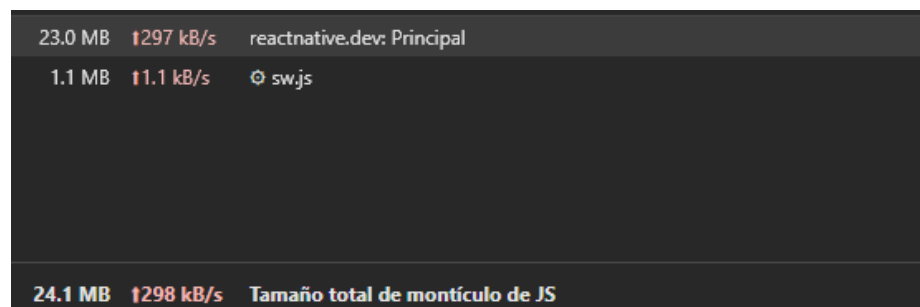 23.0 MB ⬆297 kB/s reactnative.dev: Principal
1.1 MB ⬆1.1 kB/s ⚙ sw.js
24.1 MB ⬆298 kB/s Tamaño total de montículo de JS